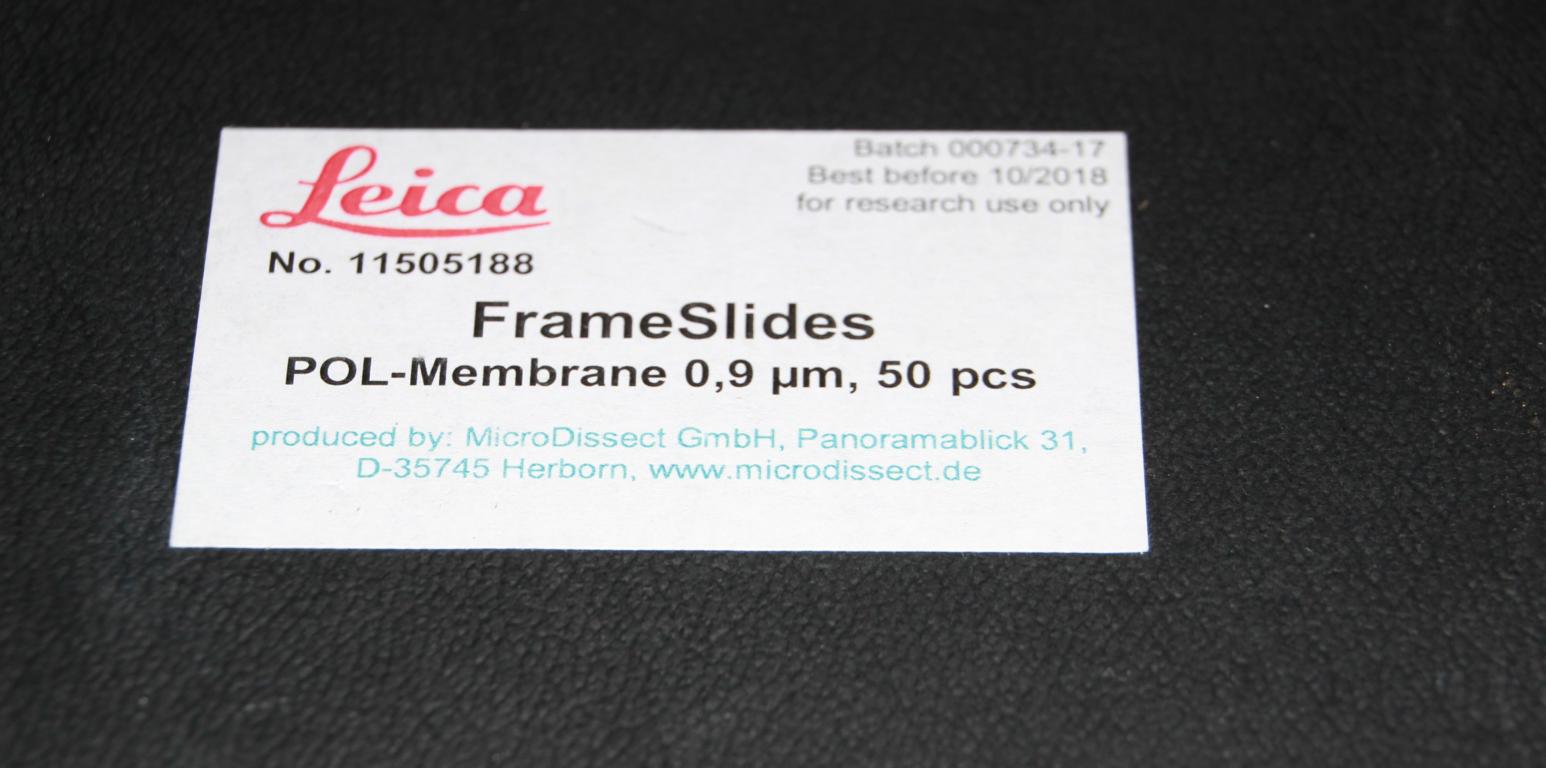 Leica
Batch 000734-17
Best before 10/2018
for research use only
No. 11505188
FrameSlides
POL-Membrane 0,9 µm, 50 pcs
produced by: MicroDissect GmbH, Panoramablick 31,
D-35745 Herborn, www.microdissect.de